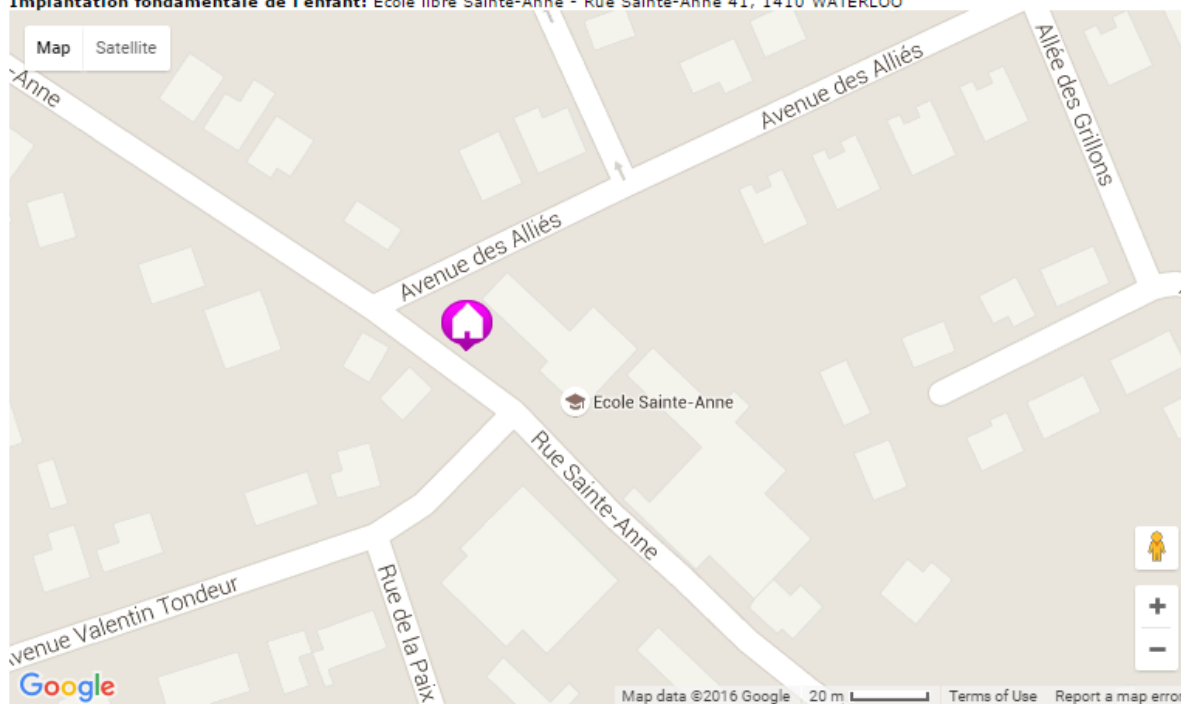 Implantation fondamentale de l'enfant: Ecole libre Sainte-Anne - Rue Sainte-Anne 41, 1410 WATERLOO
Map Satellite
-Anne
Avenue des Alliés
Allée des Grillons
Avenue des Alliés
Ecole Sainte-Anne
Rue Sainte-Anne
venue Valentin Tondeur
Rue de la Paix
+
−
Google
Map data ©2016 Google 20 m Terms of Use Report a map error